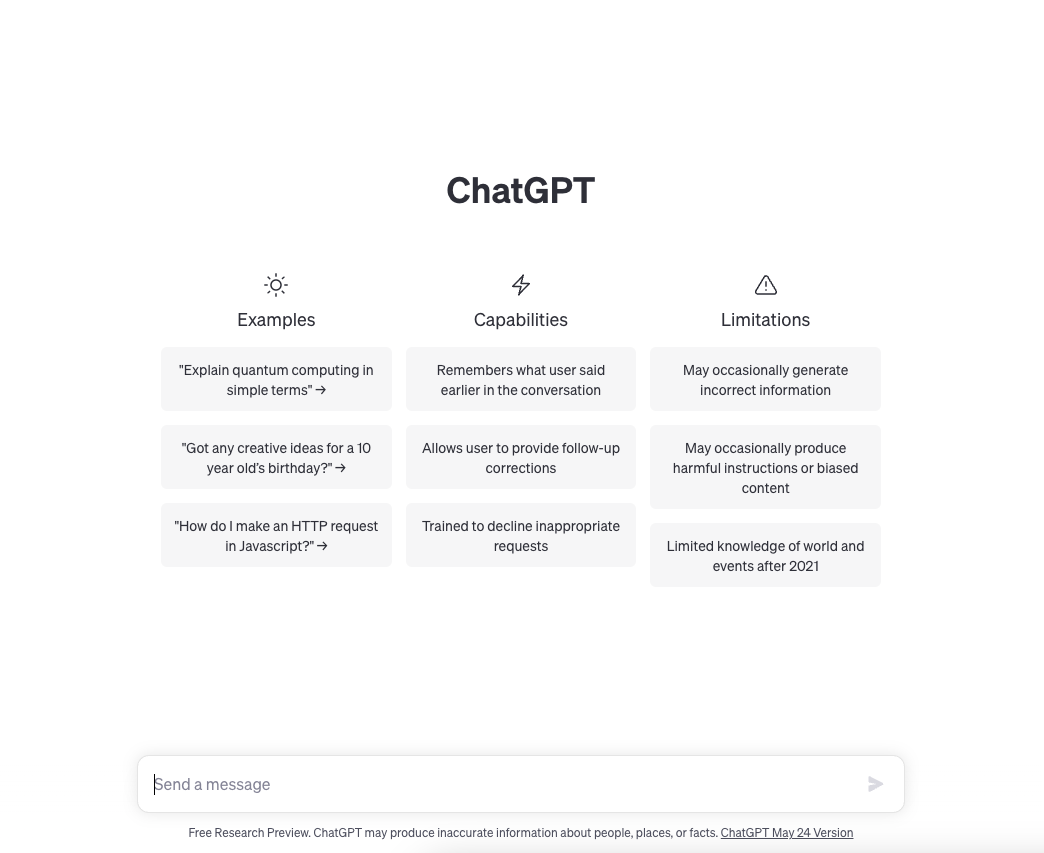 ChatGPT
Examples
"Explain quantum computing in
simple terms" →
"Got any creative ideas for a 10
year old's birthday?" →
"How do I make an HTTP request
in Javascript?" →
Capabilities
Remembers what user said
earlier in the conversation
Allows user to provide follow-up
corrections
Trained to decline inappropriate
requests
Limitations
May occasionally generate
incorrect information
May occasionally produce
harmful instructions or biased
content
Limited knowledge of world and
events after 2021
Send a message
Free Research Preview. ChatGPT may produce inaccurate information about people, places, or facts. ChatGPT May 24 Version